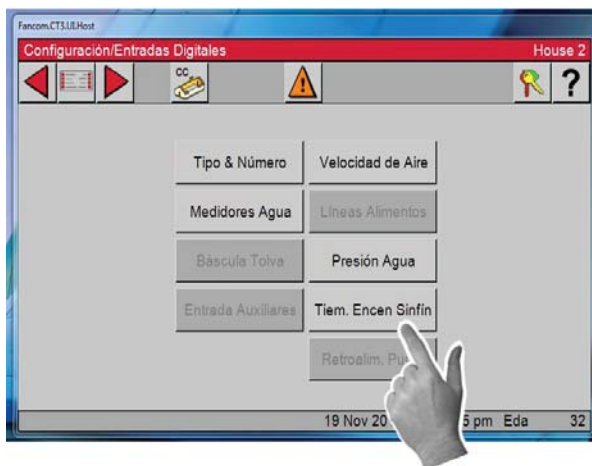 Fancom.CT3.UI.Host
Configuración/Entradas Digitales House 2
CC
?
Tipo & Número Velocidad de Aire
Medidores Agua Líneas Alimentos
Báscula Tolva Presión Agua
Entrada Auxiliares Tiem. Encen Sinfín
Retroalim.
19 Nov 20 5 pm Eda 32